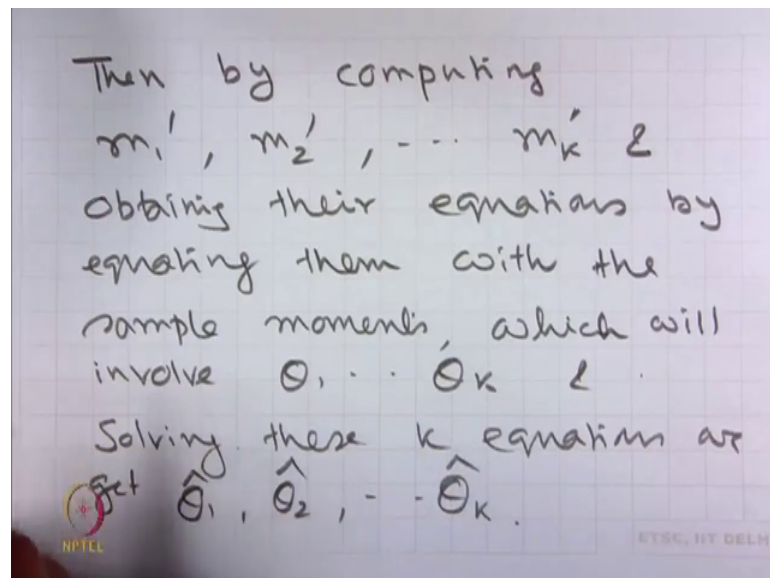 Then by computing
m₁', m₂', --- mₖ' &
obtaining their equations by
equating them with the
sample moments, which will
involve θ₁ .. θₖ & .
Solving these k equations we
get θ̂₁, θ̂₂, - - θ̂ₖ.
NPTEL
ETSC, IIT DELH